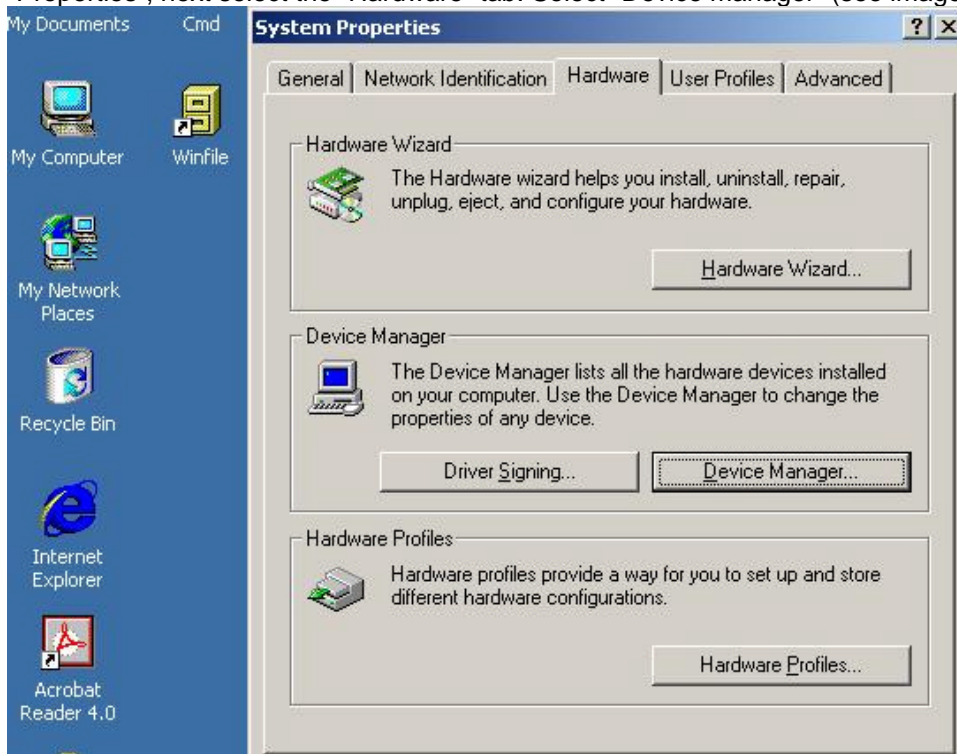 "Properties", next select the "Hardware" tab. Select "Device manager" (see image
My Documents
Cmd
System Properties
General
Network Identification
Hardware
User Profiles
Advanced
My Computer
Winfile
Hardware Wizard
The Hardware wizard helps you install, uninstall, repair,
unplug, eject, and configure your hardware.
Hardware Wizard...
My Network
Places
Device Manager
The Device Manager lists all the hardware devices installed
on your computer. Use the Device Manager to change the
properties of any device.
Recycle Bin
Driver Signing...
Device Manager...
Internet
Explorer
Hardware Profiles
Hardware profiles provide a way for you to set up and store
different hardware configurations.
Hardware Profiles...
Acrobat
Reader 4.0